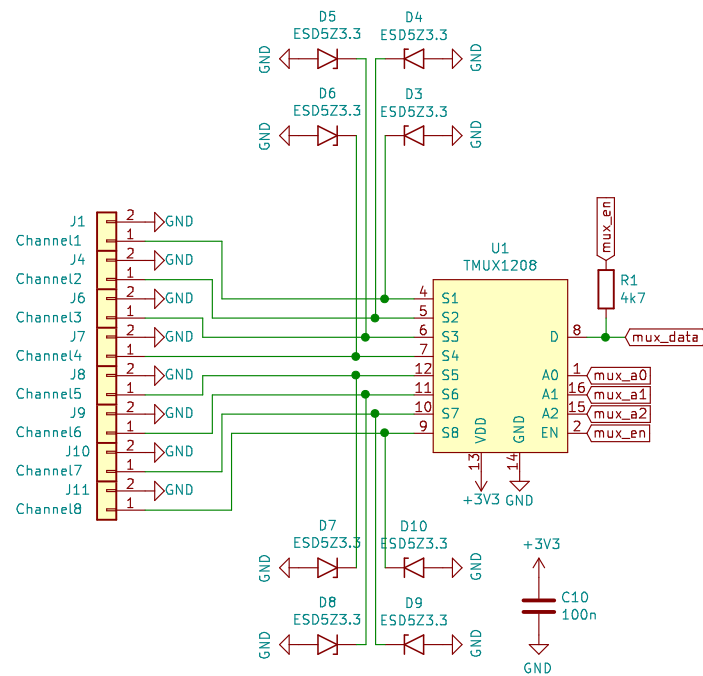 D5
ESD5Z3.3
GND
D4
ESD5Z3.3
GND
D6
ESD5Z3.3
GND
D3
ESD5Z3.3
GND
J1
2
GND
Channel1
1
J4
2
GND
Channel2
1
J6
2
GND
Channel3
1
J7
2
GND
Channel4
1
J8
2
GND
Channel5
1
J9
2
GND
Channel6
1
J10
2
GND
Channel7
1
J11
2
GND
Channel8
1
U1
TMUX1208
4 S1
5 S2
6 S3
7 S4
12 S5
11 S6
10 S7
9 S8
D 8
A0 1
A1 16
A2 15
EN 2
VDD
13
GND
14
+3V3
GND
mux_en
R1
4k7
mux_data
mux_a0
mux_a1
mux_a2
mux_en
D7
ESD5Z3.3
GND
D10
ESD5Z3.3
GND
D8
ESD5Z3.3
GND
D9
ESD5Z3.3
GND
+3V3
C10
100n
GND